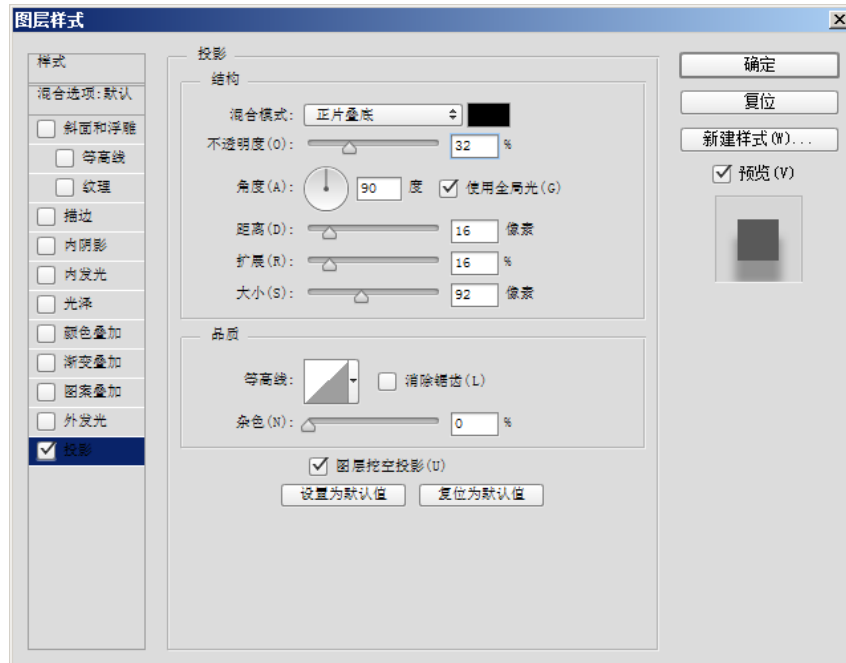 图层样式
样式
混合选项:默认
斜面和浮雕
等高线
纹理
描边
内阴影
内发光
光泽
颜色叠加
渐变叠加
图案叠加
外发光
投影
投影
结构
混合模式: 正片叠底
不透明度(O): 32 %
角度(A): 90 度 使用全局光(G)
距离(D): 16 像素
扩展(R): 16 %
大小(S): 92 像素
品质
等高线: 消除锯齿(L)
杂色(N): 0 %
图层挖空投影(U)
设置为默认值 复位为默认值
确定
复位
新建样式(W)...
预览(V)